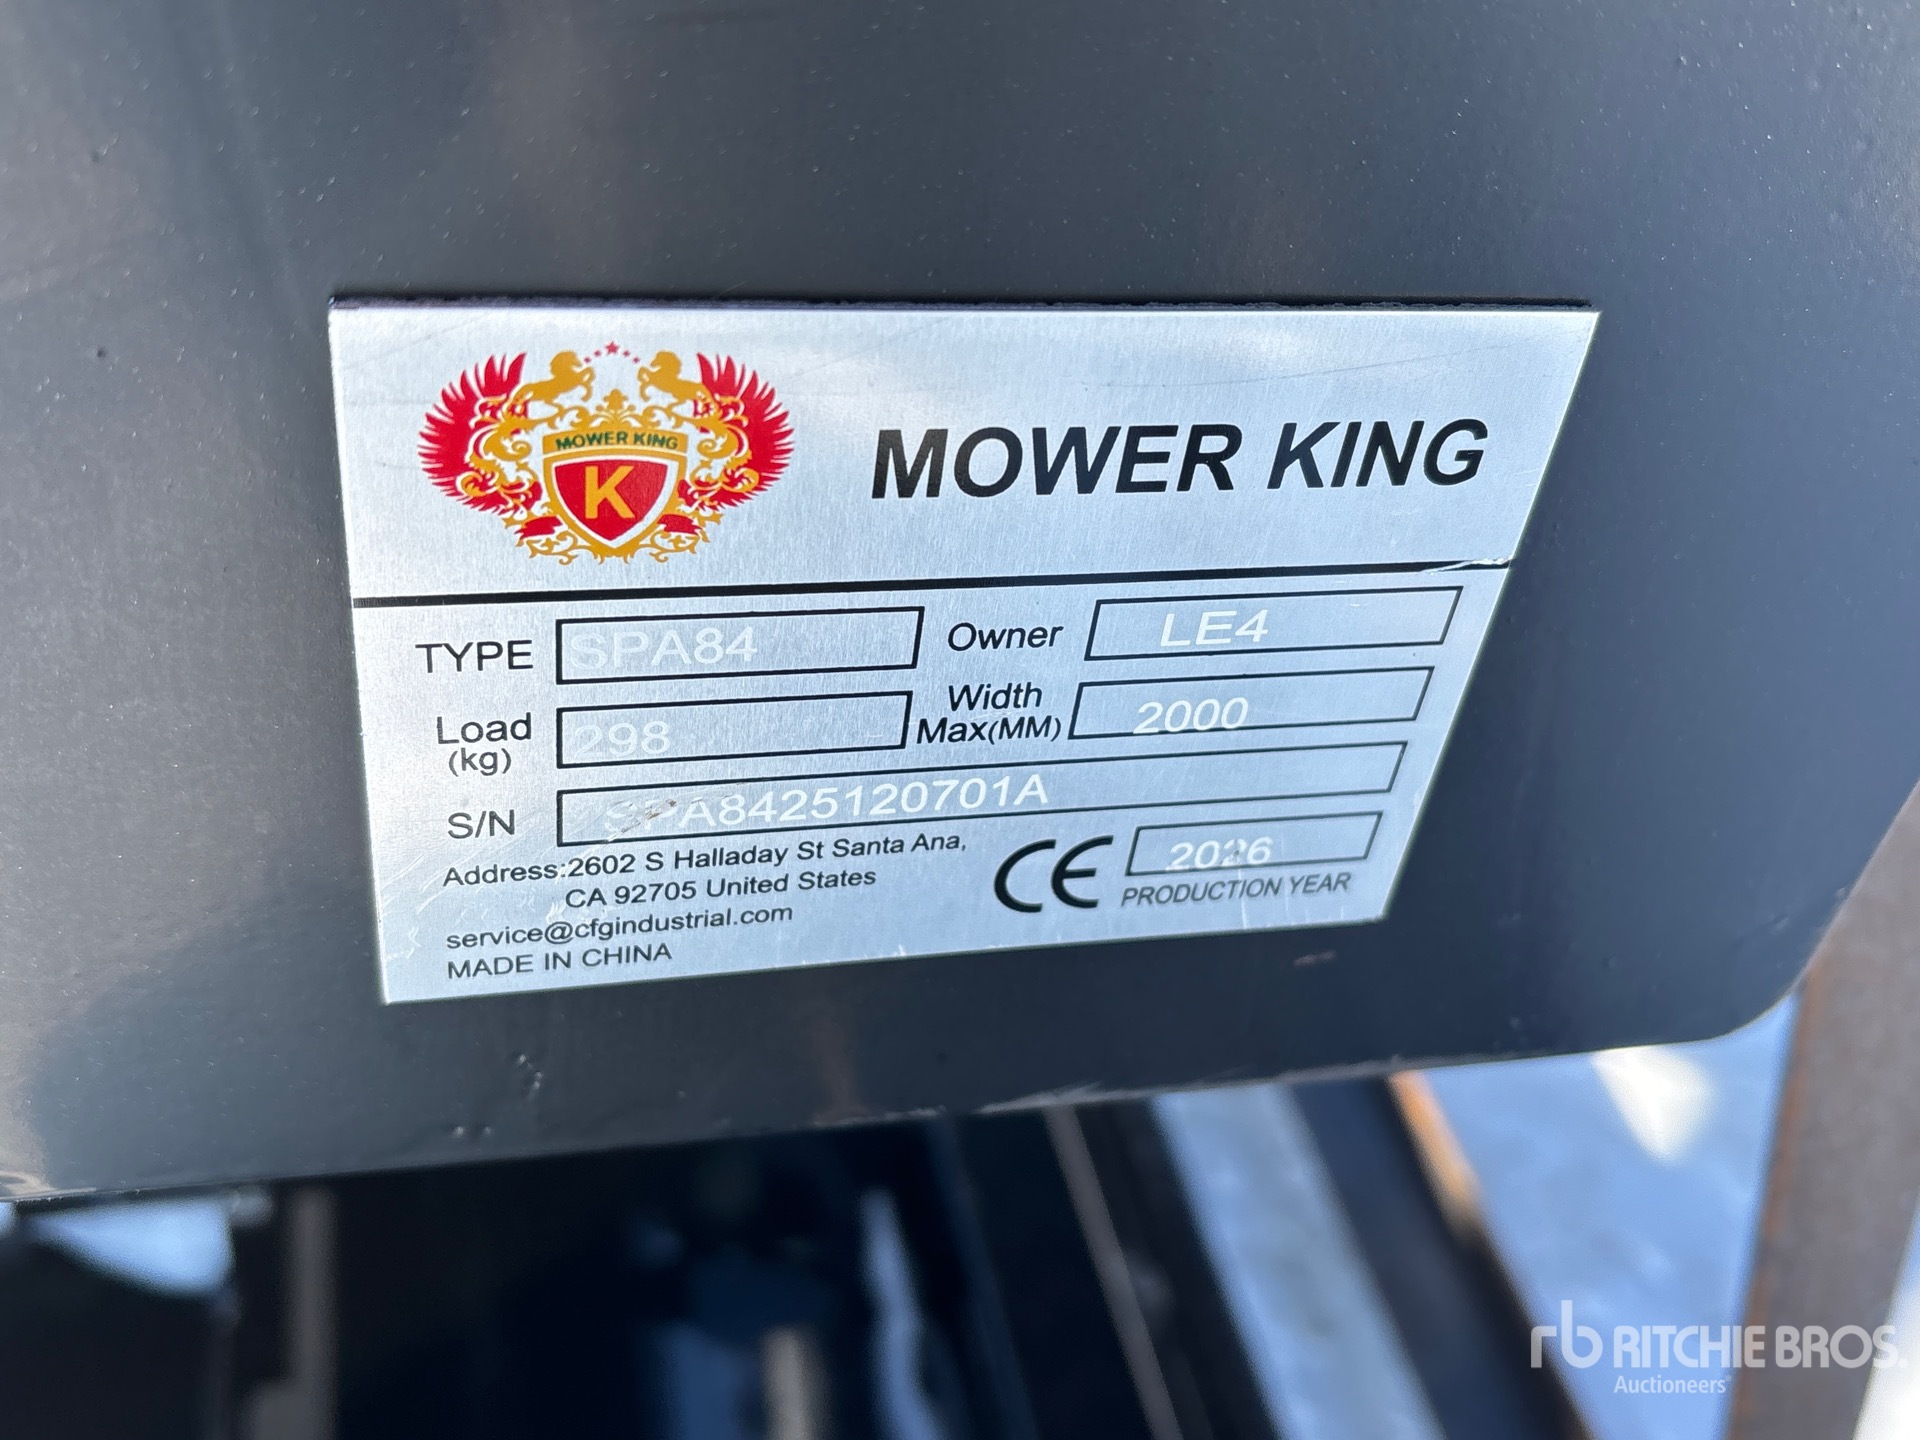 MOWER KING
K
MOWER KING
TYPE SPA84 Owner LE4
Load (kg) 298 Width Max(MM) 2000
S/N SPA8425120701A
Address:2602 S Halladay St Santa Ana,
CA 92705 United States
service@cfgindustrial.com
MADE IN CHINA
CE 2026
PRODUCTION YEAR
rb RITCHIE BROS.
Auctioneers